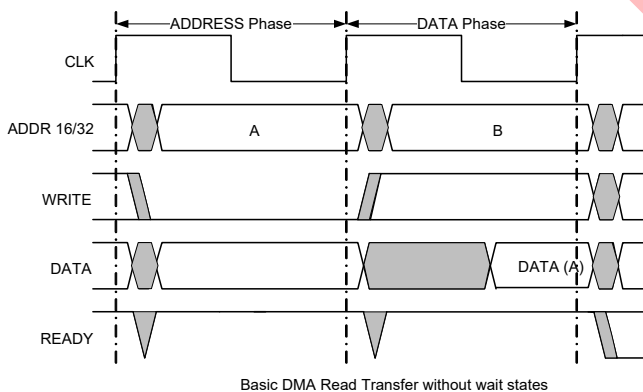 ADDRESS Phase DATA Phase
CLK
ADDR 16/32 A B
WRITE
DATA DATA (A)
READY
Basic DMA Read Transfer without wait states